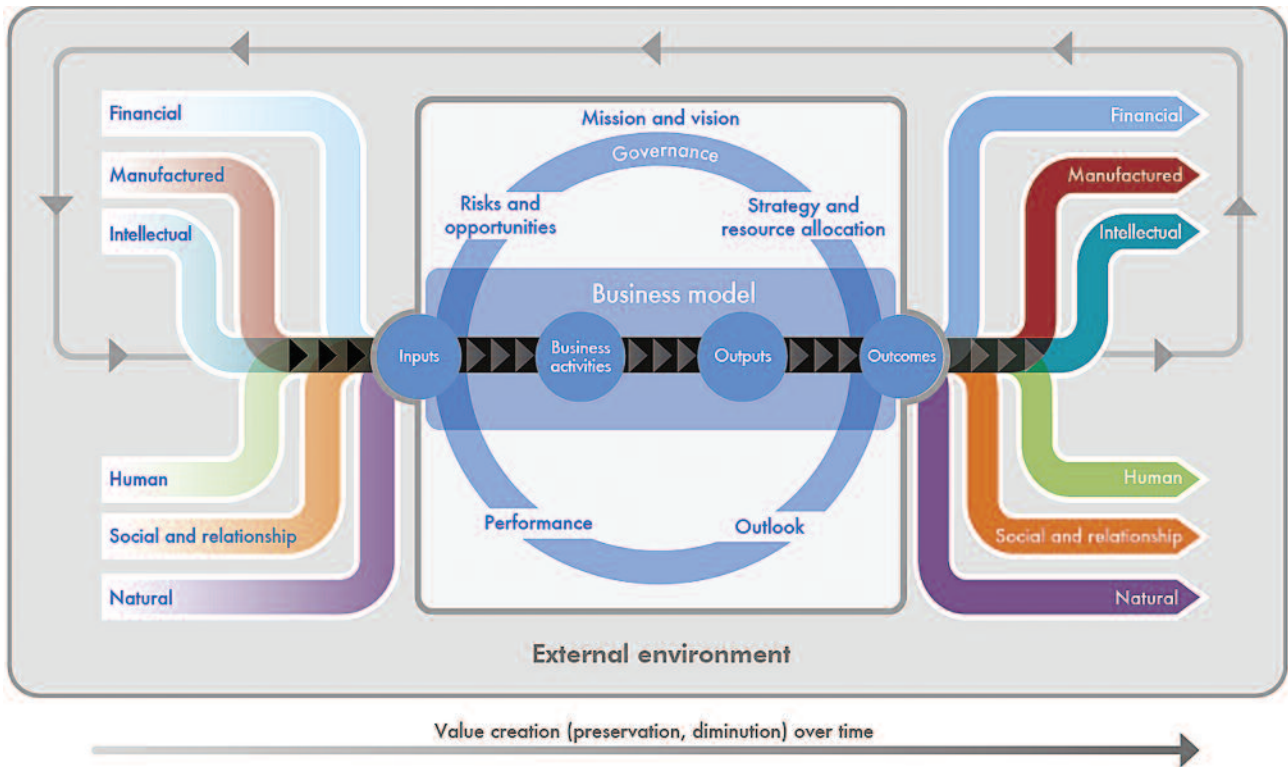 Financial
Manufactured
Intellectual
Human
Social and relationship
Natural
Mission and vision
Governance
Risks and
opportunities
Strategy and
resource allocation
Business model
Inputs
Business
activities
Outputs
Outcomes
Performance
Outlook
Financial
Manufactured
Intellectual
Human
Social and relationship
Natural
External environment
Value creation (preservation, diminution) over time